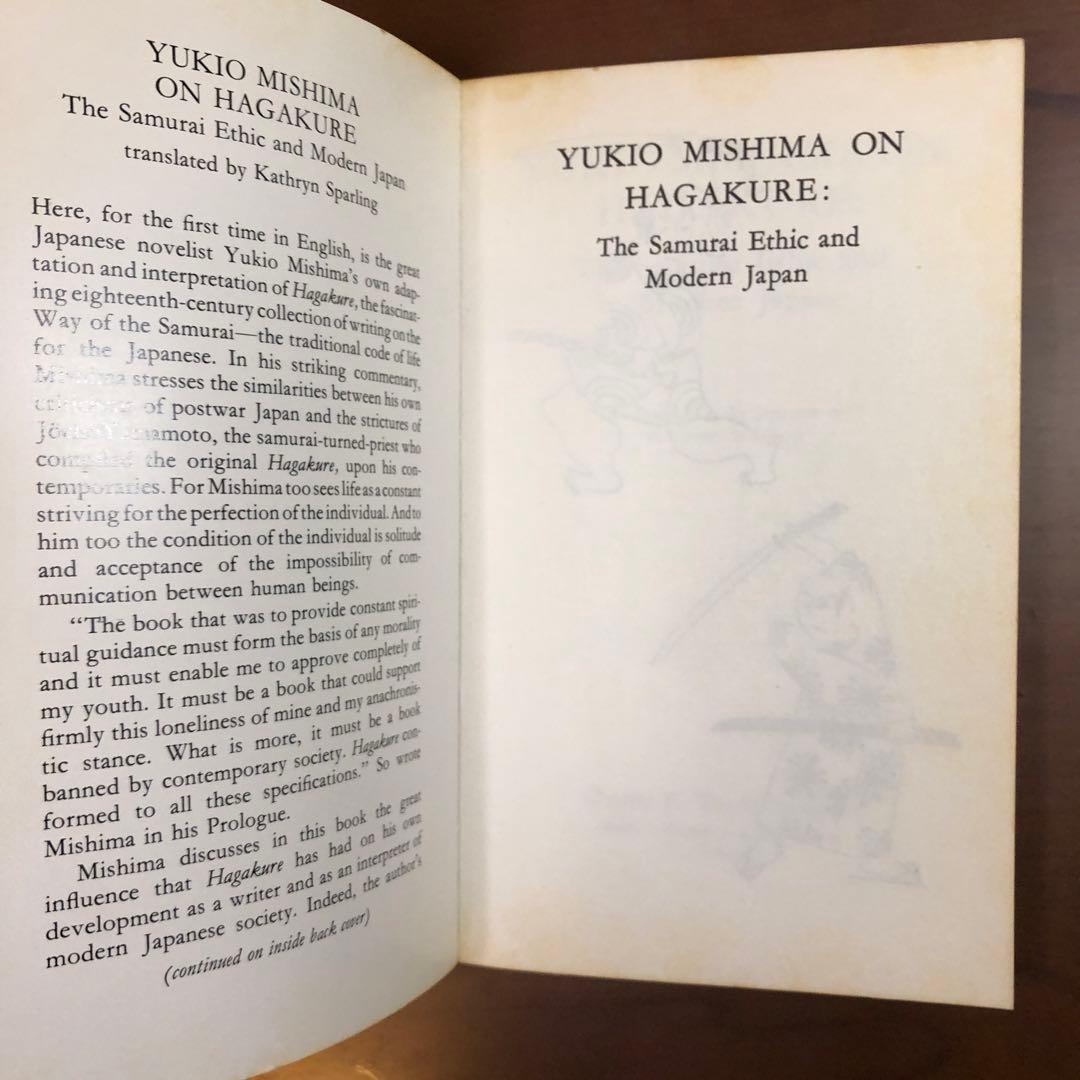 YUKIO MISHIMA
ON HAGAKURE
The Samurai Ethic and Modern Japan
translated by Kathryn Sparling
Here, for the first time in English, is the great
Japanese novelist Yukio Mishima's own adap-
tation and interpretation of Hagakure, the fascinat-
ing eighteenth-century collection of writing on the
Way of the Samurai—the traditional code of life
for the Japanese. In his striking commentary,
Mishima stresses the similarities between his own
of postwar Japan and the strictures of
Yamamoto, the samurai-turned-priest who
compiled the original Hagakure, upon his con-
temporaries. For Mishima too sees life as a constant
striving for the perfection of the individual. And to
him too the condition of the individual is solitude
and acceptance of the impossibility of com-
munication between human beings.
"The book that was to provide constant spiri-
tual guidance must form the basis of any morality
and it must enable me to approve completely of
my youth. It must be a book that could support
firmly this loneliness of mine and my anachronis-
tic stance. What is more, it must be a book
banned by contemporary society. Hagakure con-
formed to all these specifications." So wrote
Mishima in his Prologue.
Mishima discusses in this book the great
influence that Hagakure has had on his own
development as a writer and as an interpreter of
modern Japanese society. Indeed, the author's
(continued on inside back cover)
YUKIO MISHIMA ON
HAGAKURE:
The Samurai Ethic and
Modern Japan